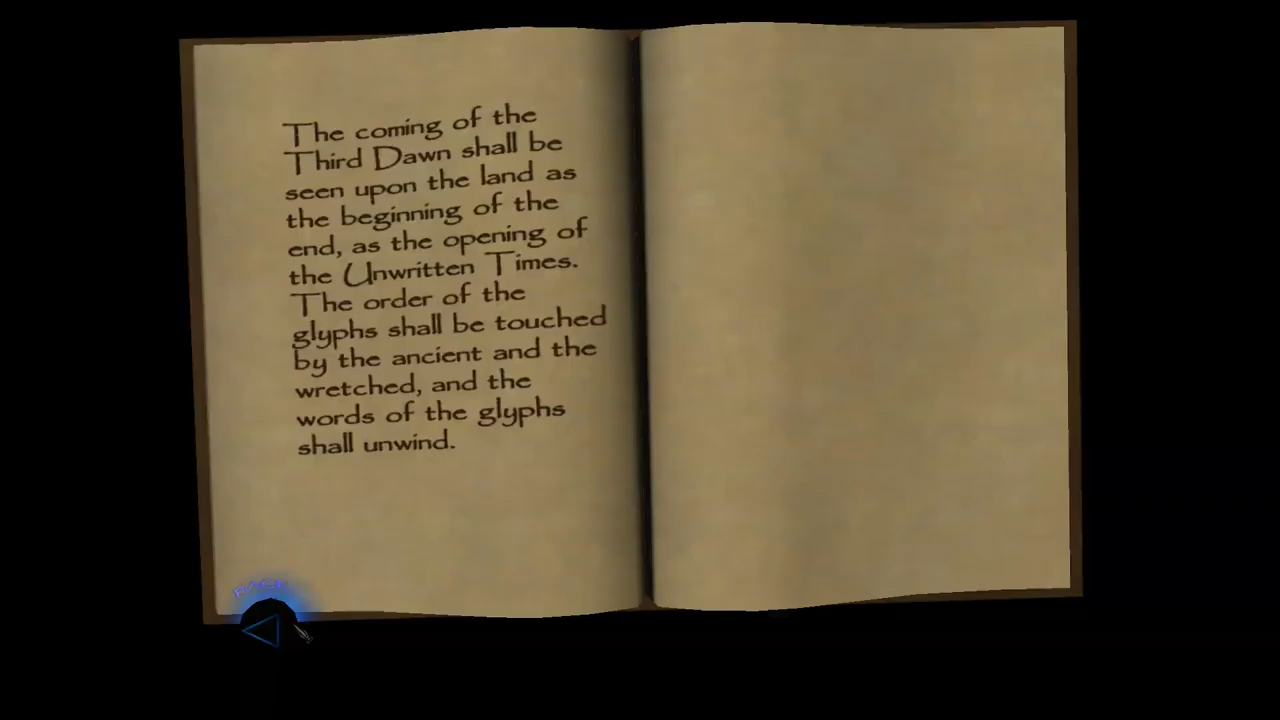 The coming of the
Third Dawn shall be
seen upon the land as
the beginning of the
end, as the opening of
the Unwritten Times.
The order of the
glyphs shall be touched
by the ancient and the
wretched, and the
words of the glyphs
shall unwind.
BACK